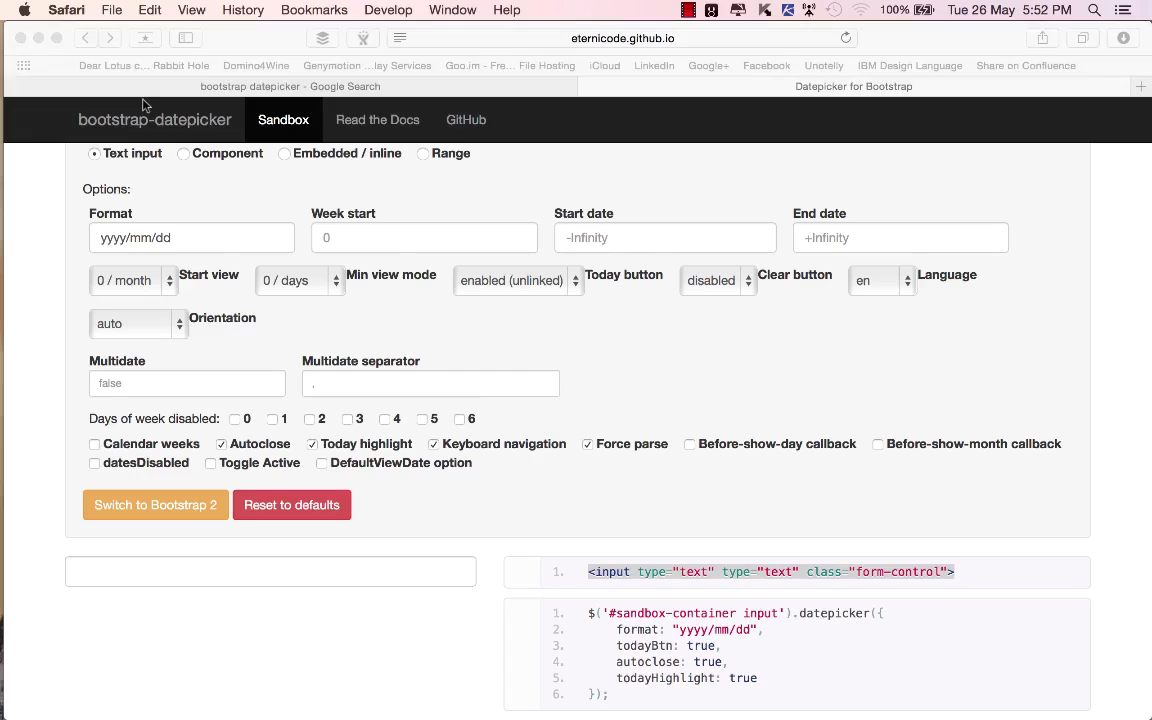 Safari File Edit View History Bookmarks Develop Window Help 100% Tue 26 May 5:52 PM
eternicode.github.io
Dear Lotus c... Rabbit Hole Domino4Wine Genymotion ...lay Services Goo.im - Fre... File Hosting iCloud LinkedIn Google+ Facebook Unotelly IBM Design Language Share on Confluence
bootstrap datepicker - Google Search Datepicker for Bootstrap
bootstrap-datepicker Sandbox Read the Docs GitHub
Text input Component Embedded / inline Range
Options:
Format Week start Start date End date
yyyy/mm/dd 0 -Infinity +Infinity
0 / month Start view 0 / days Min view mode enabled (unlinked) Today button disabled Clear button en Language
auto Orientation
Multidate Multidate separator
false ,
Days of week disabled: 0 1 2 3 4 5 6
Calendar weeks Autoclose Today highlight Keyboard navigation Force parse Before-show-day callback Before-show-month callback
datesDisabled Toggle Active DefaultViewDate option
Switch to Bootstrap 2 Reset to defaults
1. <input type="text" type="text" class="form-control">
1. $('#sandbox-container input').datepicker({
2. format: "yyyy/mm/dd",
3. todayBtn: true,
4. autoclose: true,
5. todayHighlight: true
6. });